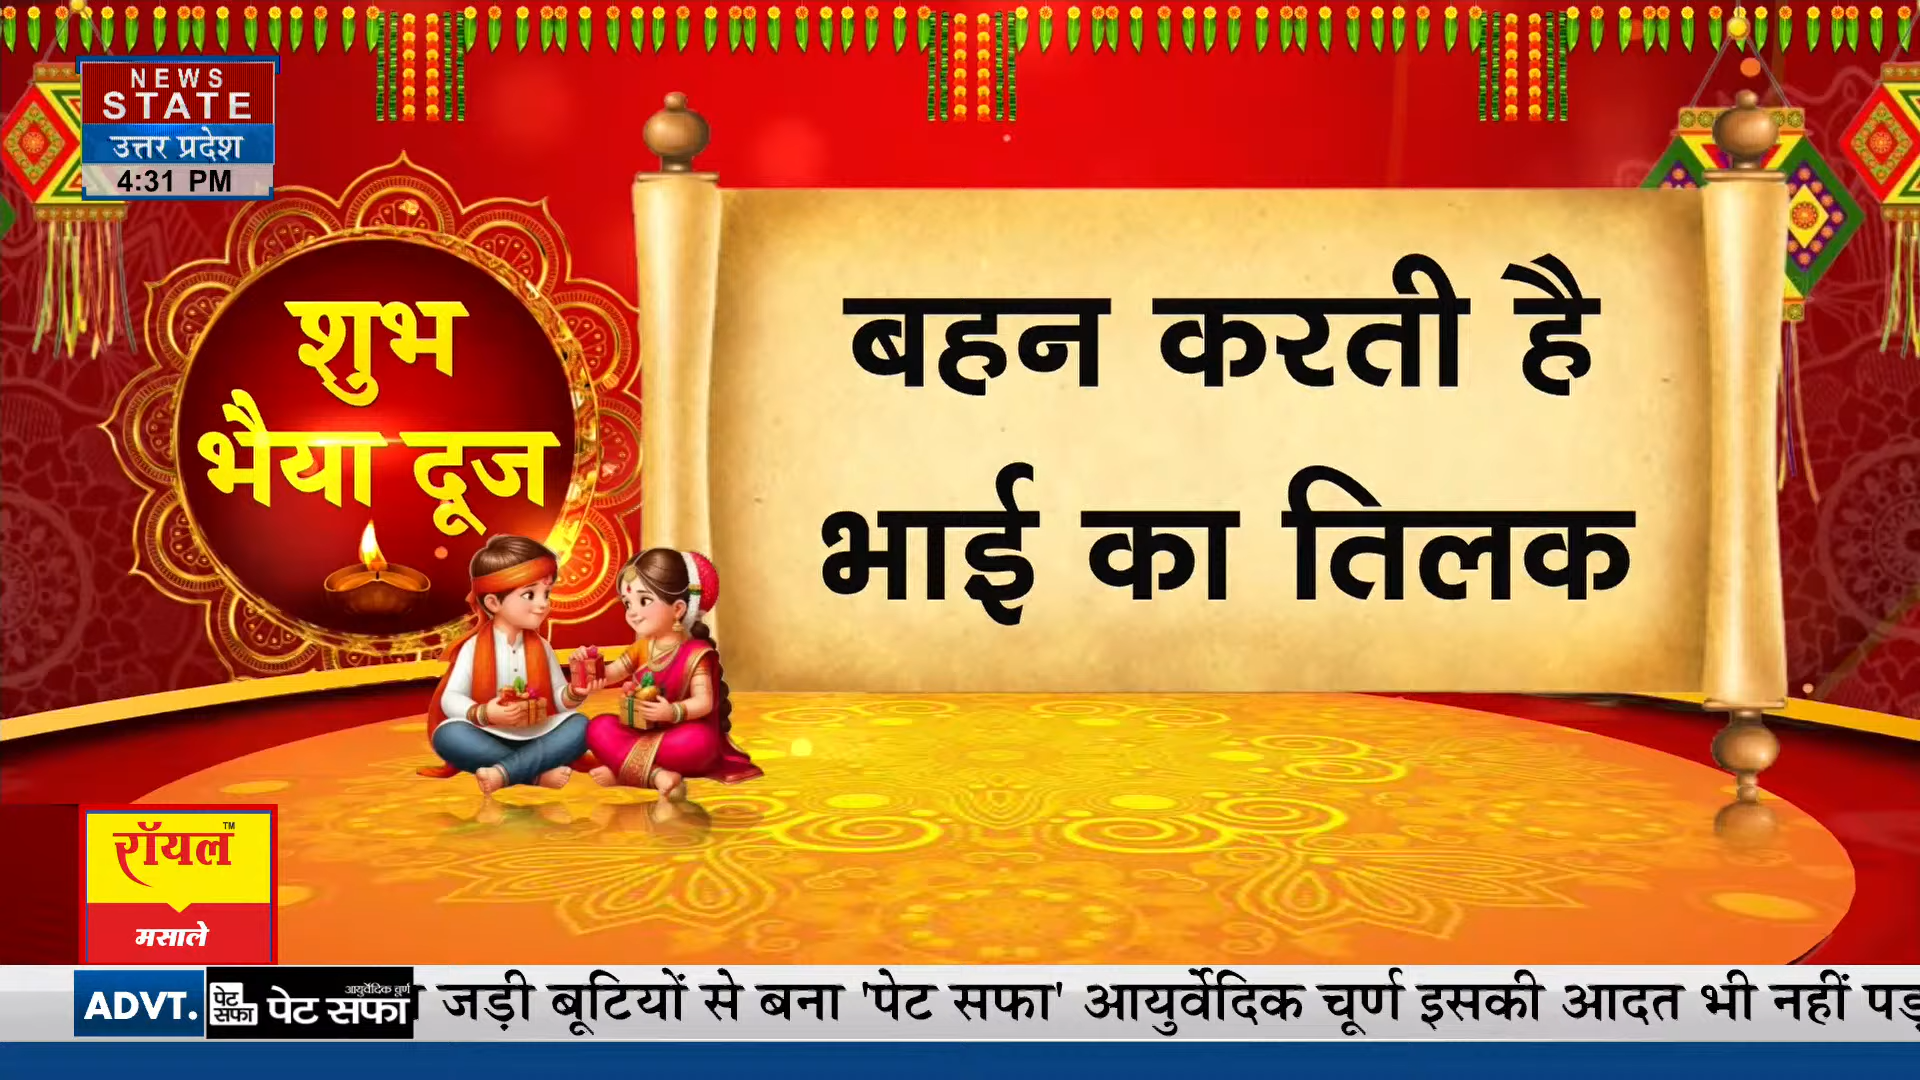 NEWS
STATE
उत्तर प्रदेश
4:31 PM
शुभ
भैया दूज
बहन करती है
भाई का तिलक
रॉयल™
मसाले
ADVT.
पेट
सफा
आयुर्वेदिक चूर्ण
पेट सफा
जड़ी बूटियों से बना 'पेट सफा' आयुर्वेदिक चूर्ण इसकी आदत भी नहीं